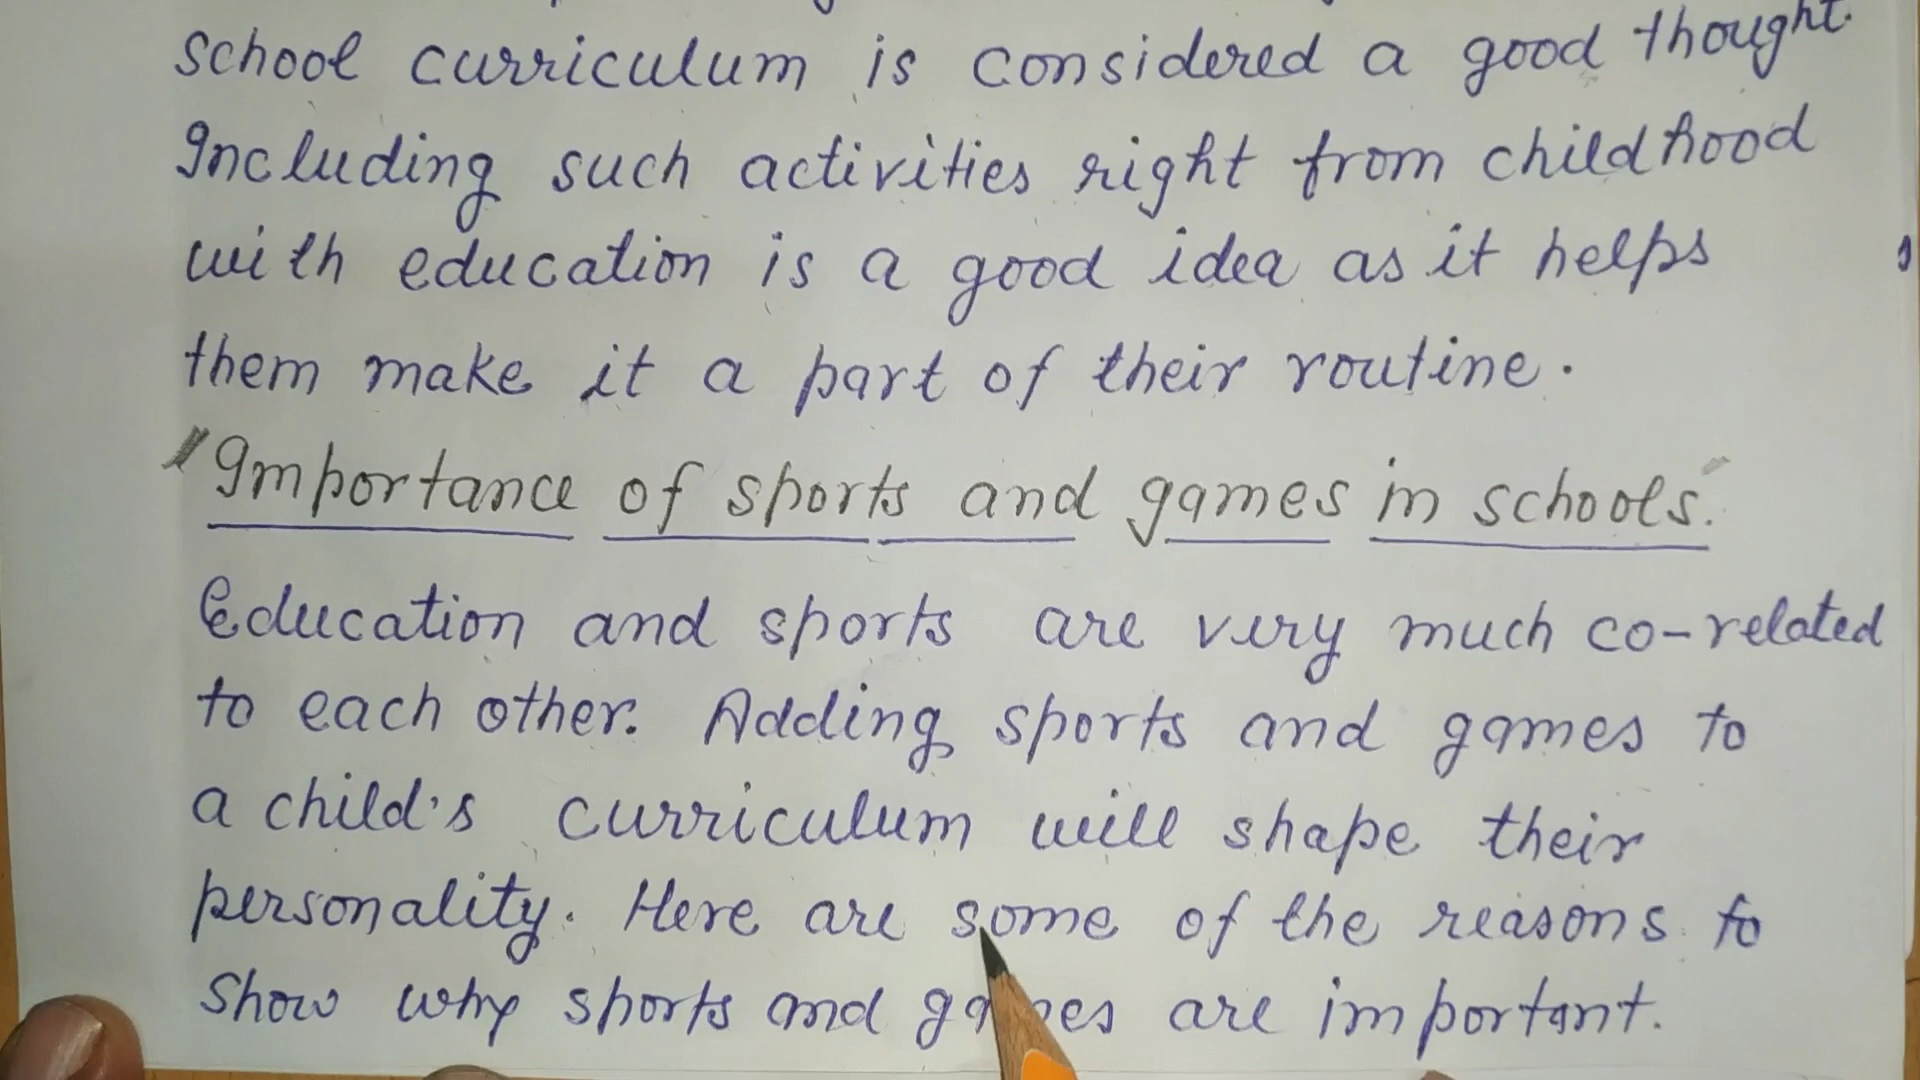 school curriculum is considered a good thought.
Including such activities right from childhood
with education is a good idea as it helps
them make it a part of their routine.
Importance of sports and games in schools.
Education and sports are very much co-related
to each other. Adding sports and games to
a child's curriculum will shape their
personality. Here are some of the reasons to
show why sports and games are important.